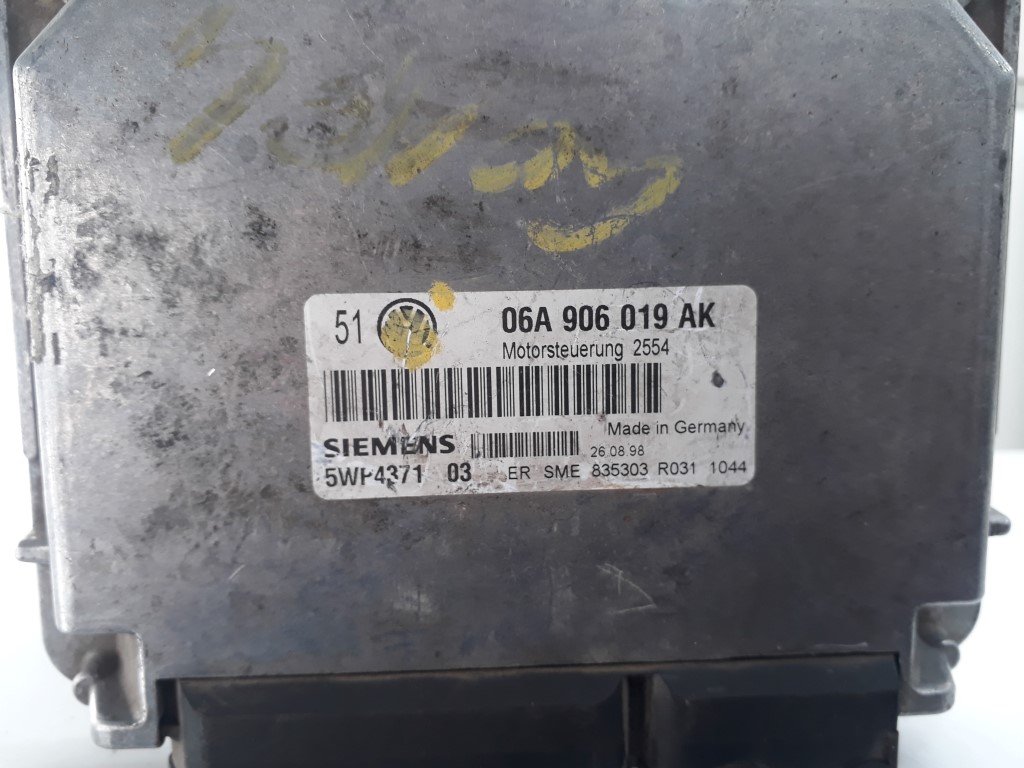 51 06A 906 019 AK
Motorsteuerung 2554
Made in Germany
SIEMENS 26.08.98
5WP4371 03 ER SME 835303 R031 1044